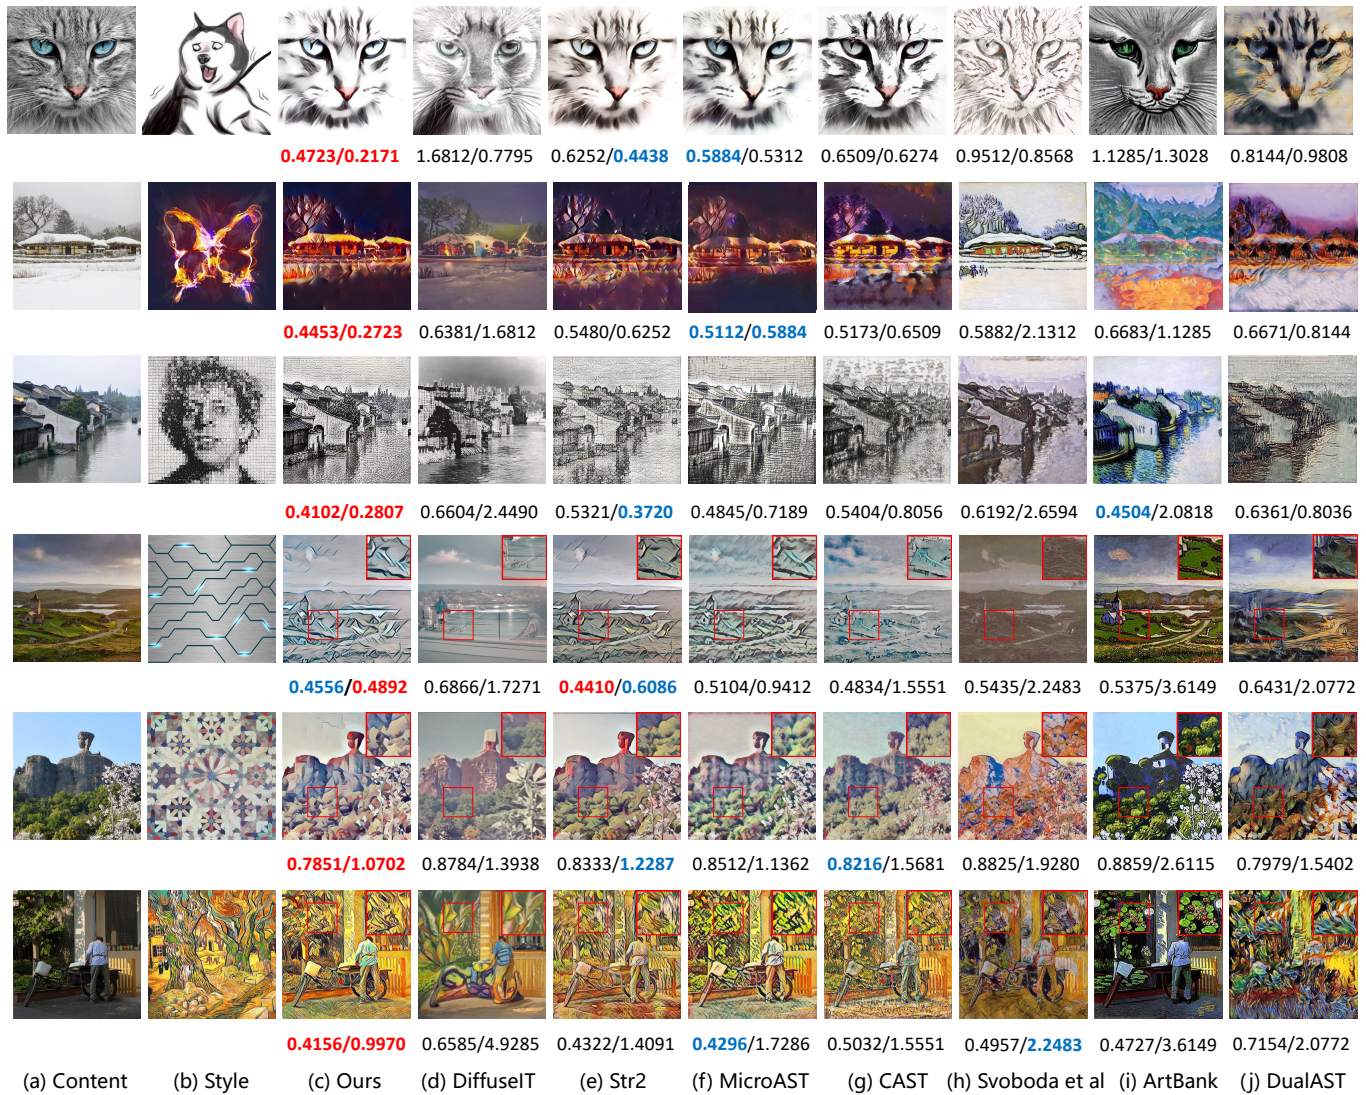 0.4723/0.2171 1.6812/0.7795 0.6252/0.4438 0.5884/0.5312 0.6509/0.6274 0.9512/0.8568 1.1285/1.3028 0.8144/0.9808
0.4453/0.2723 0.6381/1.6812 0.5480/0.6252 0.5112/0.5884 0.5173/0.6509 0.5882/2.1312 0.6683/1.1285 0.6671/0.8144
0.4102/0.2807 0.6604/2.4490 0.5321/0.3720 0.4845/0.7189 0.5404/0.8056 0.6192/2.6594 0.4504/2.0818 0.6361/0.8036
0.4556/0.4892 0.6866/1.7271 0.4410/0.6086 0.5104/0.9412 0.4834/1.5551 0.5435/2.2483 0.5375/3.6149 0.6431/2.0772
0.7851/1.0702 0.8784/1.3938 0.8333/1.2287 0.8512/1.1362 0.8216/1.5681 0.8825/1.9280 0.8859/2.6115 0.7979/1.5402
0.4156/0.9970 0.6585/4.9285 0.4322/1.4091 0.4296/1.7286 0.5032/1.5551 0.4957/2.2483 0.4727/3.6149 0.7154/2.0772
(a) Content (b) Style (c) Ours (d) DiffuseIT (e) Str2 (f) MicroAST (g) CAST (h) Svoboda et al (i) ArtBank (j) DualAST